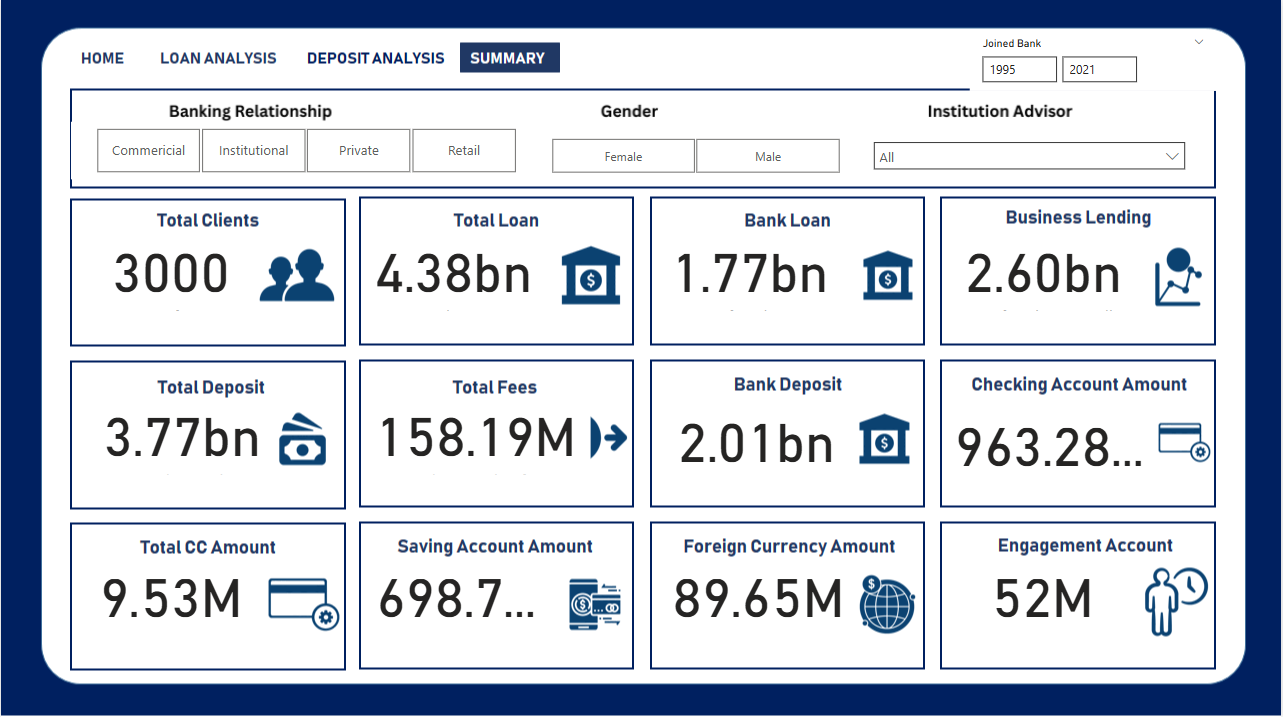 HOME LOAN ANALYSIS DEPOSIT ANALYSIS SUMMARY
Joined Bank
1995 2021
Banking Relationship Gender Institution Advisor
Commericial Institutional Private Retail
Female Male
All
Total Clients
3000
Total Loan
4.38bn
Bank Loan
1.77bn
Business Lending
2.60bn
Total Deposit
3.77bn
Total Fees
158.19M
Bank Deposit
2.01bn
Checking Account Amount
963.28...
Total CC Amount
9.53M
Saving Account Amount
698.7...
Foreign Currency Amount
89.65M
Engagement Account
52M